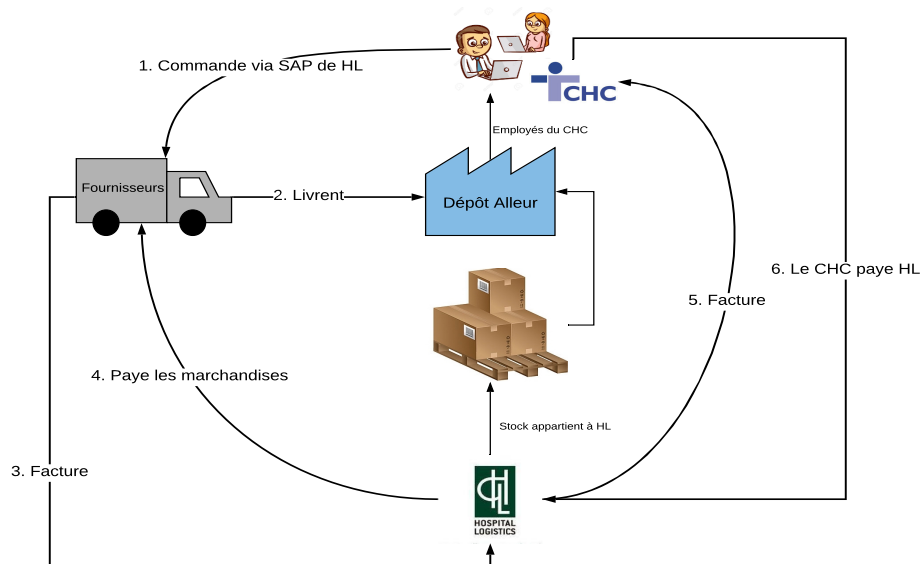 1. Commande via SAP de HL
CHC
Employés du CHC
Fournisseurs
2. Livrent
Dépôt Alleur
6. Le CHC paye HL
5. Facture
4. Paye les marchandises
Stock appartient à HL
3. Facture
HL
HOSPITAL
LOGISTICS